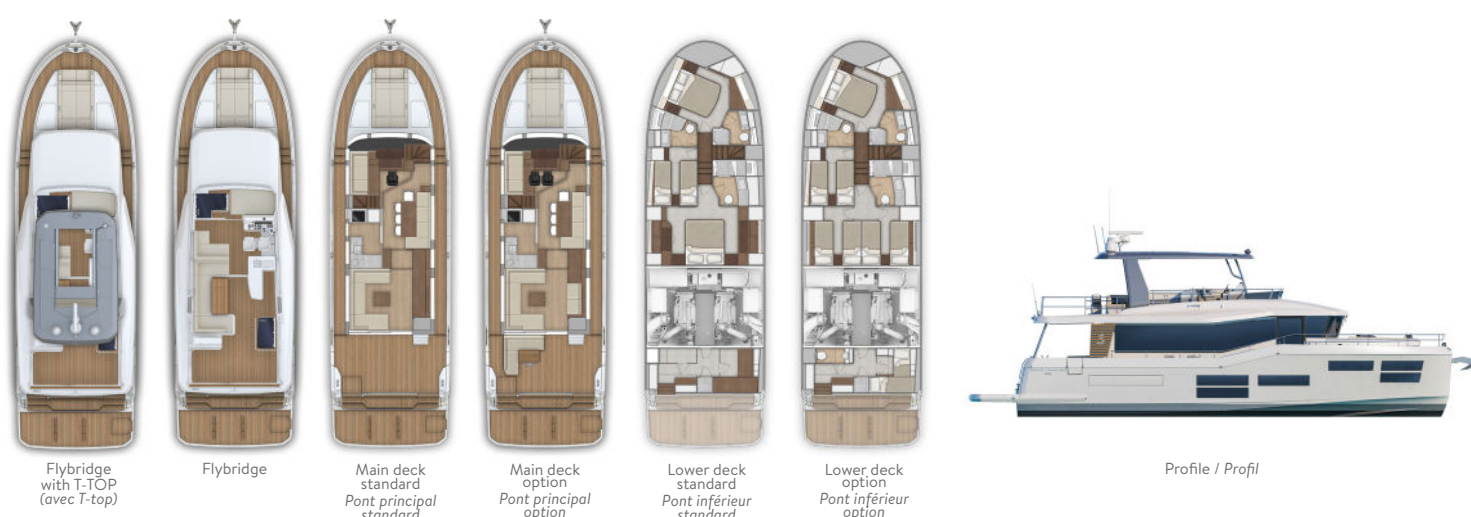 Flybridge
with T-TOP
(avec T-top)
Flybridge
Main deck
standard
Pont principal
standard
Main deck
option
Pont principal
option
Lower deck
standard
Pont inférieur
standard
Lower deck
option
Pont inférieur
option
Profile / Profil